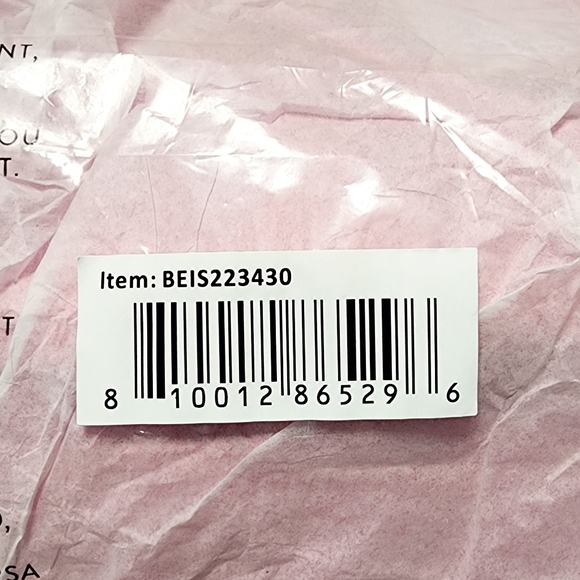 NT,
OU
T.
Item: BEIS223430
8 10012 86529 6
T
,
SA